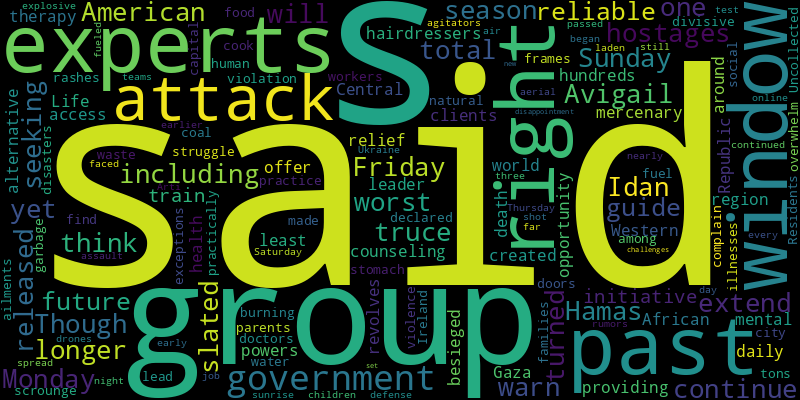 said
group
S
experts
past
right
window
attack
government
Hamas
Friday
Sunday
Monday
Avigail
Idan
truce
worst
total
reliable
hostages
American
will
season
one
therapy
food
explosive
fueled
cook
capital
human
rashes
Life
access
seeking
alternative
disasters
teams
coal
violation
workers
hairdressers
agitators
air
Central
natural
clients
frames
hundreds
mercenary
passed
began
laden
still
new
aerial
disappointment
divisive
test
social
around
online
continued
Uncollected
overwhelm
Residents
Republic
nearly
fuel
earlier
waste
faced
struggle
including
practice
Arti
assault
train
offer
relief
Ukraine
leader
world
three
Thursday
shot
far
death
opportunity
guide
Western
region
among
complain
illnesses
every
challenges
yet
find
garbage
think
made
least
Saturday
health
exceptions
practically
declared
counseling
created
stomach
doors
families
day
released
ailments
Though
future
longer
slated
burning
parents
doctors
powers
water
early
drones
spread
night
lead
job
scrounge
sunrise
children
defense
set
revolves
violence
Ireland
besieged
Gaza
warn
turned
rumors
initiative
extend
African
mental
city
daily
tons
providing
continue